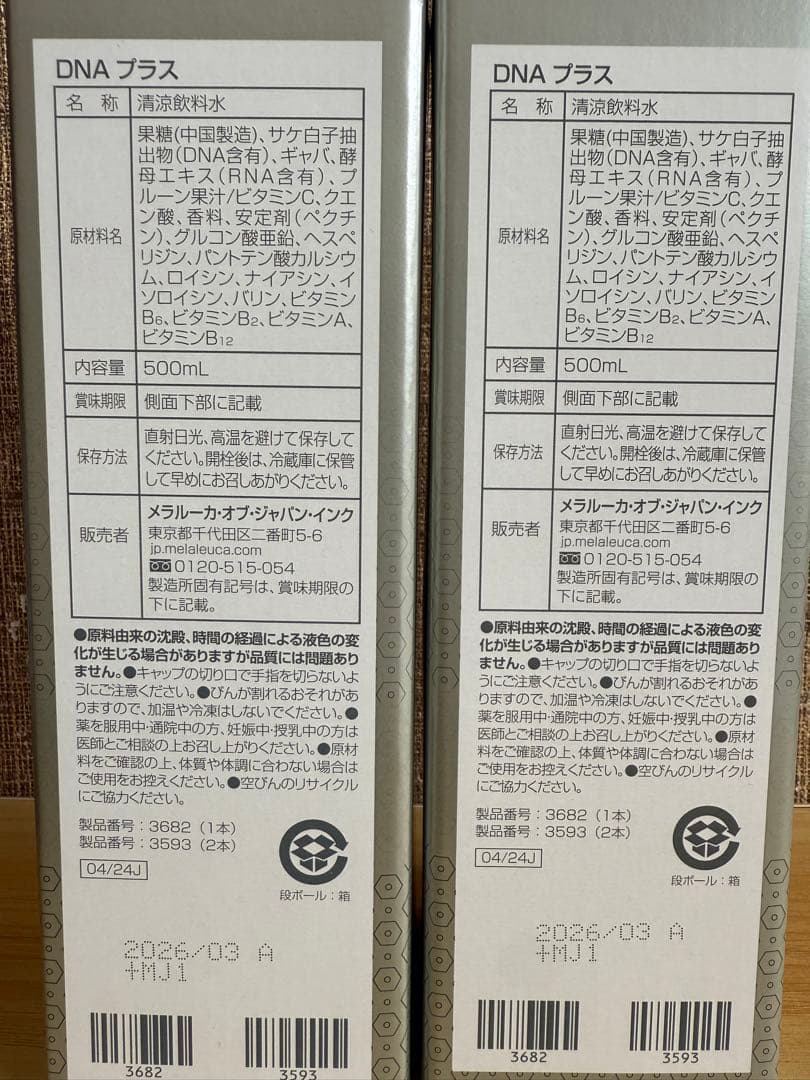 DNA プラス
名 称 清涼飲料水
原材料名
果糖(中国製造)、サケ白子抽
出物(DNA含有)、ギャバ、酵
母エキス(RNA含有)、プ
ルーン果汁/ビタミンC、クエ
ン酸、香料、安定剤(ペクチ
ン)、グルコン酸亜鉛、ヘスペ
リジン、パントテン酸カルシウ
ム、ロイシン、ナイアシン、イ
ソロイシン、バリン、ビタミン
B6、ビタミンB2、ビタミンA、
ビタミンB12
内容量 500mL
賞味期限 側面下部に記載
保存方法
直射日光、高温を避けて保存して
ください。開栓後は、冷蔵庫に保管
して早めにお召しあがりください。
販売者
メラルーカ・オブ・ジャパン・インク
東京都千代田区二番町5-6
jp.melaleuca.com
0120-515-054
製造所固有記号は、賞味期限の
下に記載。
●原料由来の沈殿、時間の経過による液色の変
化が生じる場合がありますが品質には問題あり
ません。●キャップの切り口で手指を切らないよ
うにご注意ください。●びんが割れるおそれがあ
りますので、加温や冷凍はしないでください。●
薬を服用中・通院中の方、妊娠中・授乳中の方は
医師とご相談の上お召し上がりください。●原材
料をご確認の上、体質や体調に合わない場合は
ご使用をお控えください。●空びんのリサイクル
にご協力ください。
製品番号：3682（1本）
製品番号：3593（2本）
04/24J
段ボール：箱
2026/03 A
+MJ1
3682 3593
DNA プラス
名 称 清涼飲料水
原材料名
果糖(中国製造)、サケ白子抽
出物(DNA含有)、ギャバ、酵
母エキス(RNA含有)、プ
ルーン果汁/ビタミンC、クエ
ン酸、香料、安定剤(ペクチ
ン)、グルコン酸亜鉛、ヘスペ
リジン、パントテン酸カルシウ
ム、ロイシン、ナイアシン、イ
ソロイシン、バリン、ビタミン
B6、ビタミンB2、ビタミンA、
ビタミンB12
内容量 500mL
賞味期限 側面下部に記載
保存方法
直射日光、高温を避けて保存して
ください。開栓後は、冷蔵庫に保管
して早めにお召しあがりください。
販売者
メラルーカ・オブ・ジャパン・インク
東京都千代田区二番町5-6
jp.melaleuca.com
0120-515-054
製造所固有記号は、賞味期限の
下に記載。
●原料由来の沈殿、時間の経過による液色の変
化が生じる場合がありますが品質には問題あり
ません。●キャップの切り口で手指を切らないよ
うにご注意ください。●びんが割れるおそれがあ
りますので、加温や冷凍はしないでください。●
薬を服用中・通院中の方、妊娠中・授乳中の方は
医師とご相談の上お召し上がりください。●原材
料をご確認の上、体質や体調に合わない場合は
ご使用をお控えください。●空びんのリサイクル
にご協力ください。
製品番号：3682（1本）
製品番号：3593（2本）
04/24J
段ボール：箱
2026/03 A
+MJ1
3682 3593